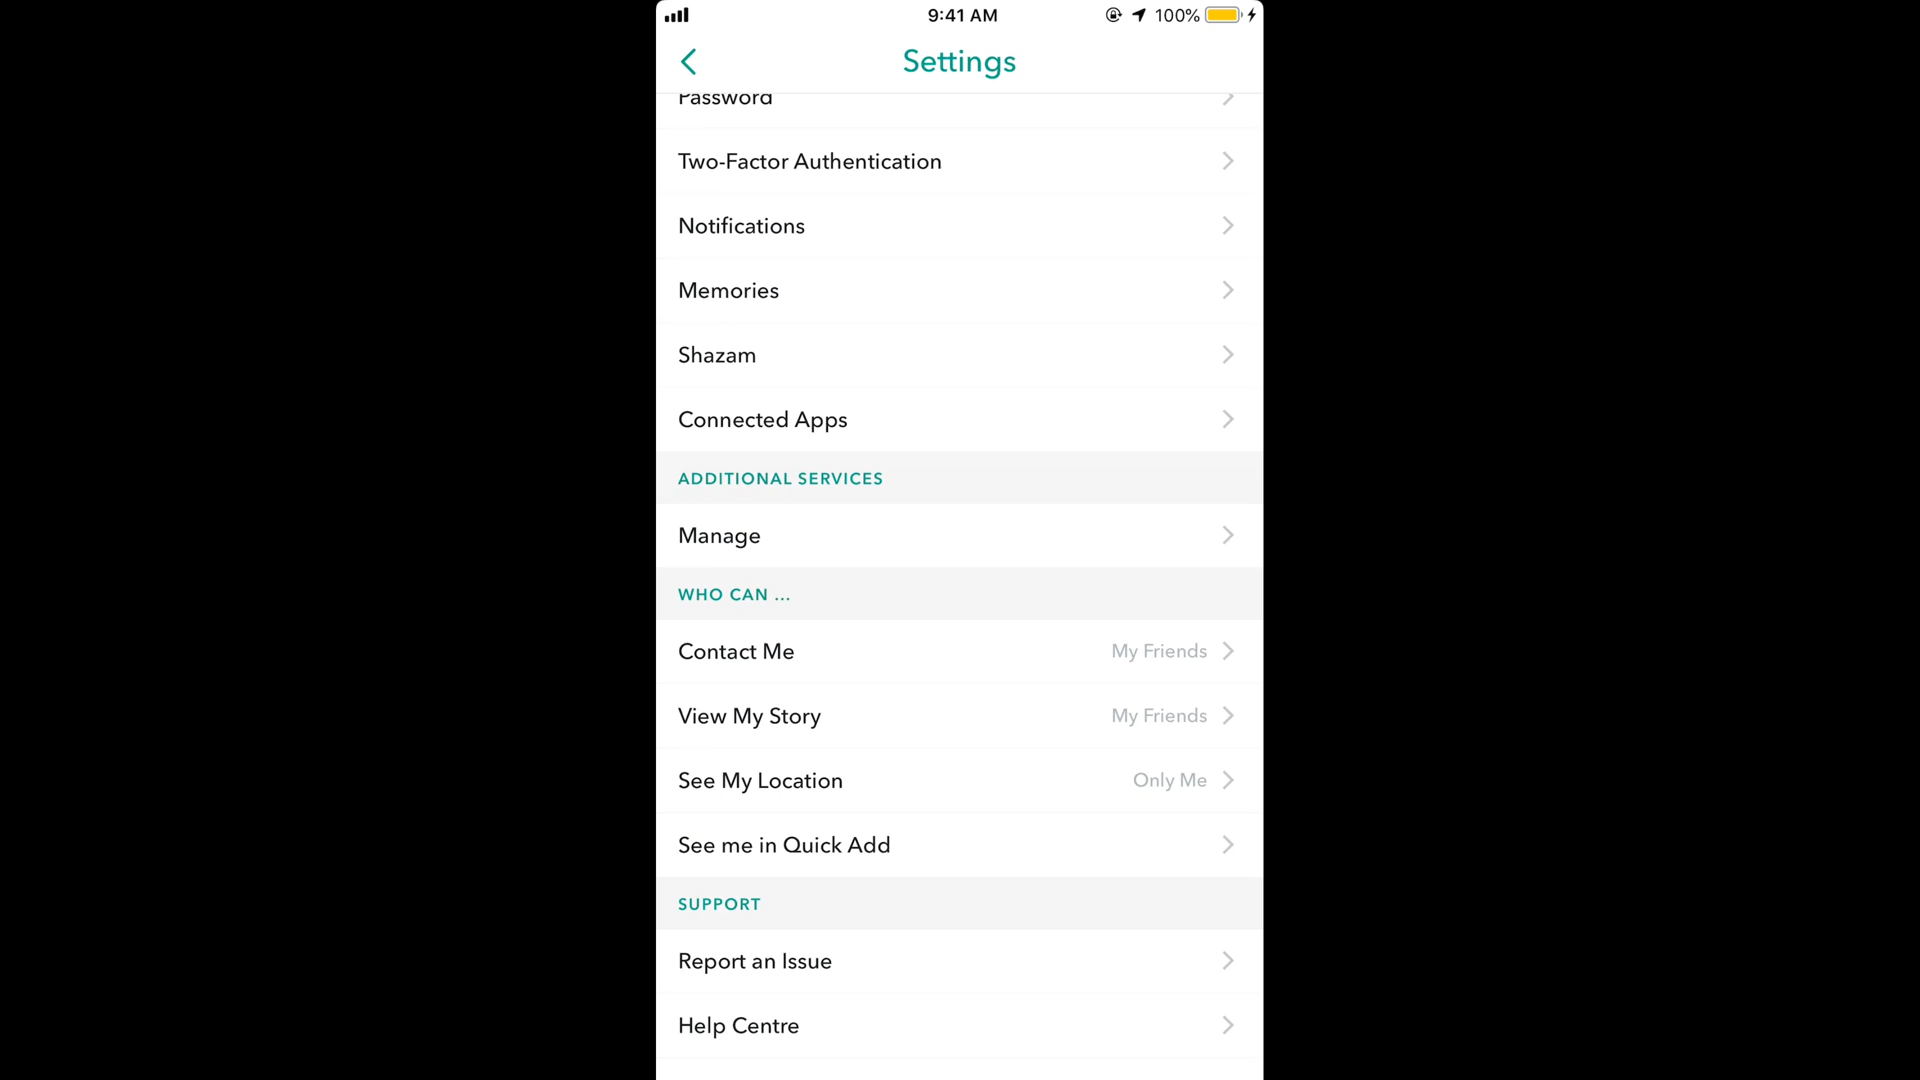 9:41 AM
100%
Settings
Password
Two-Factor Authentication
Notifications
Memories
Shazam
Connected Apps
ADDITIONAL SERVICES
Manage
WHO CAN ...
Contact Me My Friends
View My Story My Friends
See My Location Only Me
See me in Quick Add
SUPPORT
Report an Issue
Help Centre